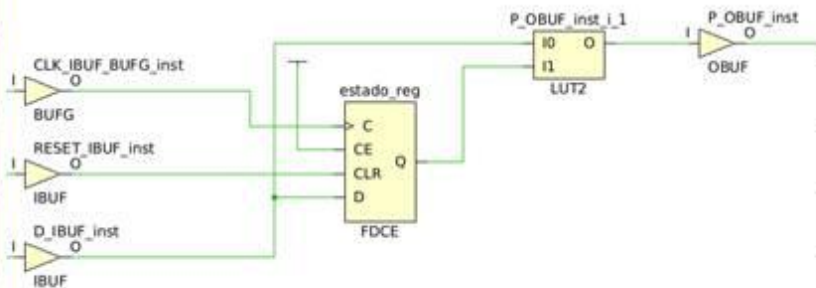 P_OBUF_inst_i_1
P_OBUF_inst
I0 O
I O
I1
OBUF
LUT2
CLK_IBUF_BUFG_inst
I O
BUFG
estado_reg
C
CE
CLR
D
Q
FDCE
RESET_IBUF_inst
I O
IBUF
D_IBUF_inst
I O
IBUF